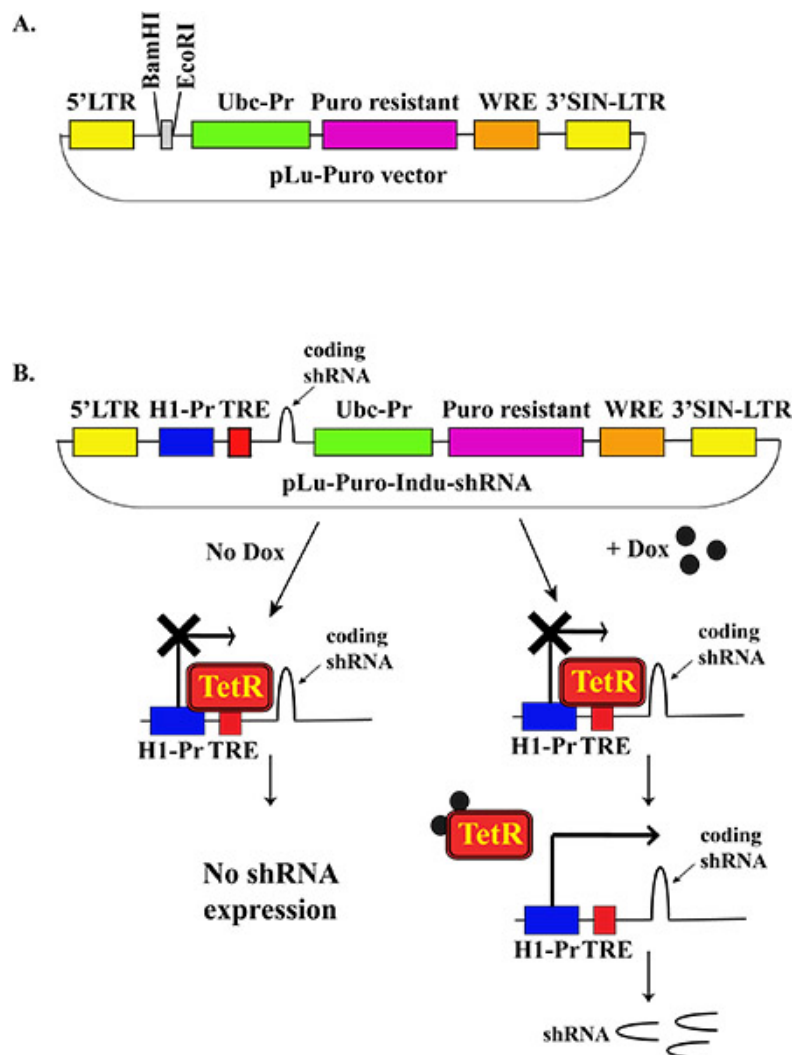 A.
BamHI
EcoRI
5'LTR Ubc-Pr Puro resistant WRE 3'SIN-LTR
pLu-Puro vector
B.
coding
shRNA
5'LTR H1-Pr TRE Ubc-Pr Puro resistant WRE 3'SIN-LTR
pLu-Puro-Indu-shRNA
No Dox
+ Dox
coding
shRNA
TetR
H1-Pr TRE
coding
shRNA
TetR
H1-Pr TRE
No shRNA
expression
TetR
coding
shRNA
H1-Pr TRE
shRNA